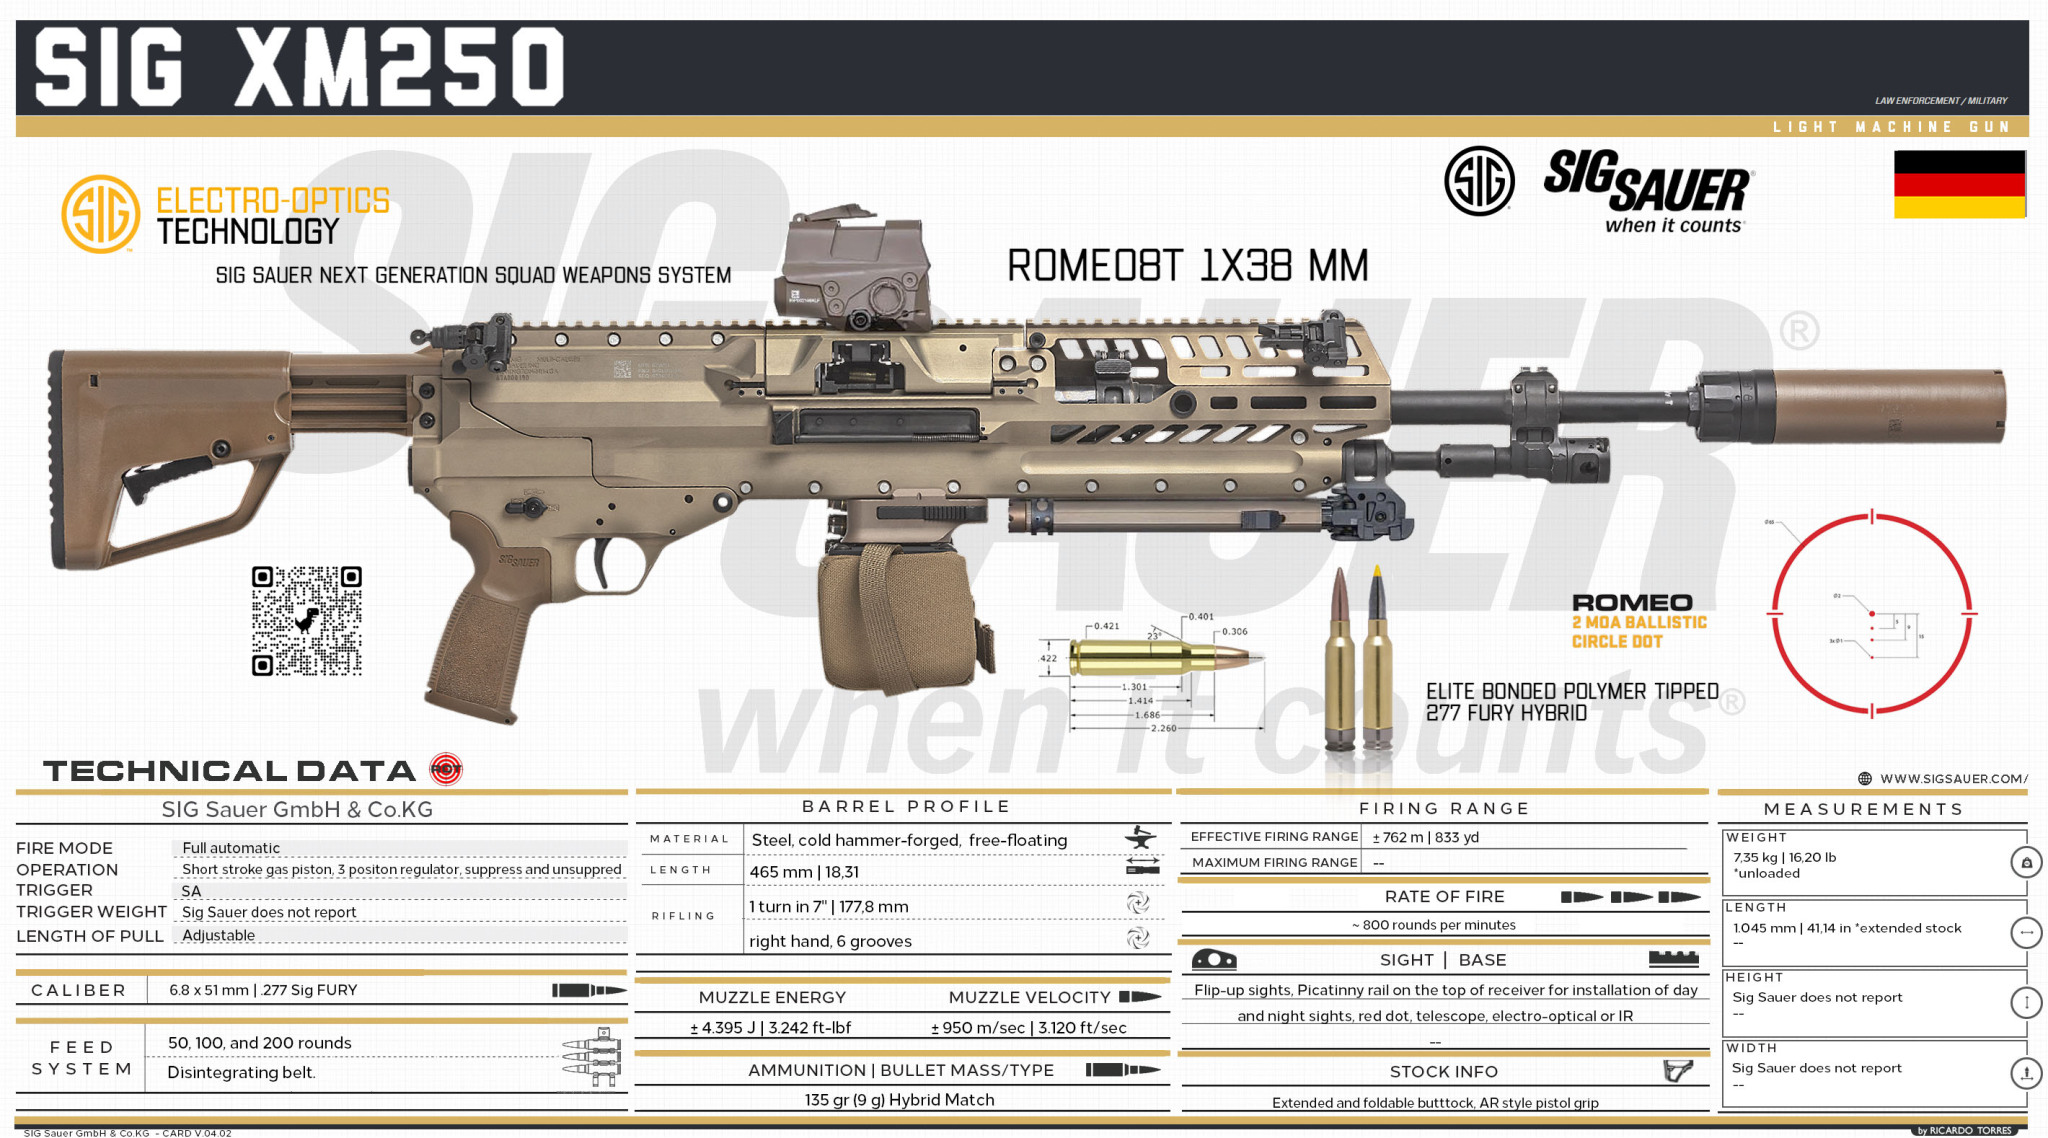 SIG XM250
LAW ENFORCEMENT / MILITARY
LIGHT MACHINE GUN
SIG
ELECTRO-OPTICS
TECHNOLOGY
SIG SAUER NEXT GENERATION SQUAD WEAPONS SYSTEM
ROMEO8T 1X38 MM
SIG
SIG SAUER
when it counts
SIG SAUER®
when it counts®
SIG SAUER
0.421
0.401
23°
0.306
.422
1.301
1.414
1.686
2.260
ELITE BONDED POLYMER TIPPED
277 FURY HYBRID
ROMEO
2 MOA BALLISTIC
CIRCLE DOT
TECHNICAL DATA
WWW.SIGSAUER.COM/
SIG Sauer GmbH & Co.KG
FIRE MODE Full automatic
OPERATION Short stroke gas piston, 3 positon regulator, suppress and unsuppred
TRIGGER SA
TRIGGER WEIGHT Sig Sauer does not report
LENGTH OF PULL Adjustable
CALIBER 6.8 x 51 mm | .277 Sig FURY
FEED SYSTEM
50, 100, and 200 rounds
Disintegrating belt.
BARREL PROFILE
MATERIAL Steel, cold hammer-forged, free-floating
LENGTH 465 mm | 18,31
RIFLING
1 turn in 7" | 177,8 mm
right hand, 6 grooves
MUZZLE ENERGY MUZZLE VELOCITY
± 4.395 J | 3.242 ft-lbf ± 950 m/sec | 3.120 ft/sec
AMMUNITION | BULLET MASS/TYPE
135 gr (9 g) Hybrid Match
FIRING RANGE
EFFECTIVE FIRING RANGE ± 762 m | 833 yd
MAXIMUM FIRING RANGE --
RATE OF FIRE
~ 800 rounds per minutes
SIGHT | BASE
Flip-up sights, Picatinny rail on the top of receiver for installation of day
and night sights, red dot, telescope, electro-optical or IR
--
STOCK INFO
Extended and foldable butttock, AR style pistol grip
MEASUREMENTS
WEIGHT
7,35 kg | 16,20 lb
*unloaded
LENGTH
1.045 mm | 41,14 in *extended stock
--
HEIGHT
Sig Sauer does not report
--
WIDTH
Sig Sauer does not report
--
SIG Sauer GmbH & Co.KG - CARD V.04.02
by RICARDO TORRES